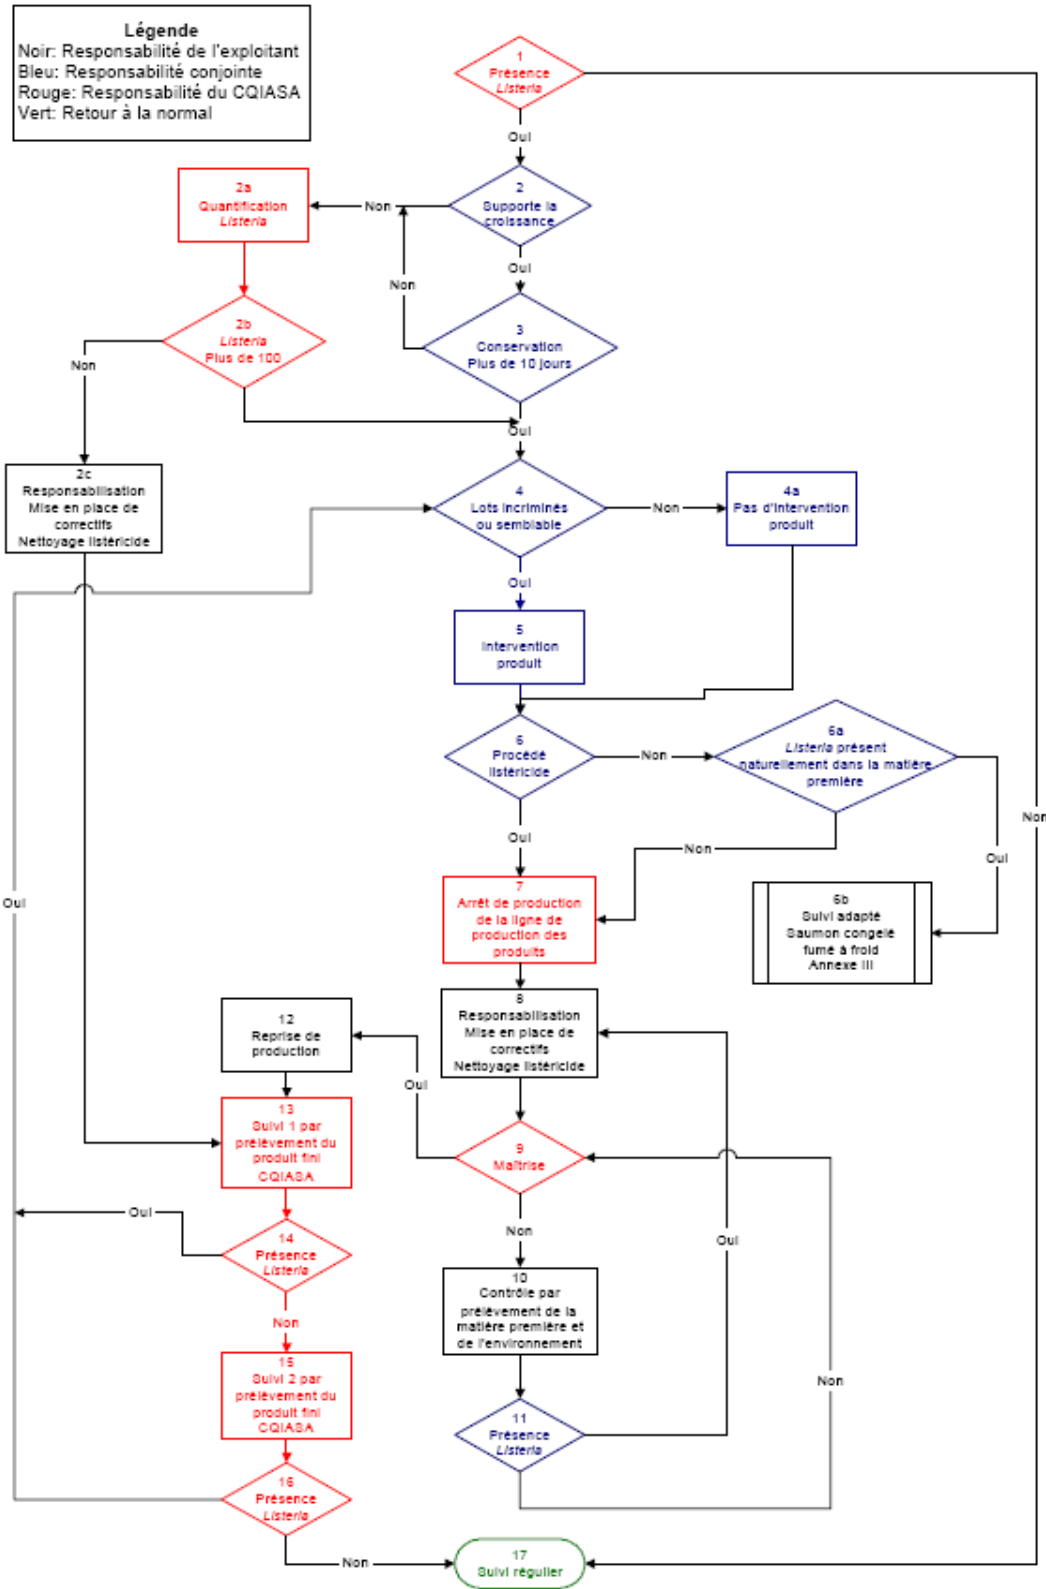 Légende
Noir: Responsabilité de l'exploitant
Bleu: Responsabilité conjointe
Rouge: Responsabilité du CQIASA
Vert: Retour à la normal
1
Présence
Listeria
Oui
2
Supporte la
croissance
Non
2a
Quantification
Listeria
Oui
Non
3
Conservation
Plus de 10 jours
2b
Listeria
Plus de 100
Non
Oui
2c
Responsabilisation
Mise en place de
correctifs
Nettoyage listéricide
4
Lots incriminés
ou semblable
Non
4a
Pas d'intervention
produit
Oui
5
Intervention
produit
6
Procédé
listéricide
Non
6a
Listeria présent
naturellement dans la matière
première
Non
Oui
Non
Oui
Oui
7
Arrêt de production
de la ligne de
production des
produits
6b
Suivi adapté
Saumon congelé
fumé à froid
Annexe III
8
Responsabilisation
Mise en place de
correctifs
Nettoyage listéricide
12
Reprise de
production
Oui
13
Suivi 1 par
prélèvement du
produit fini
CQIASA
9
Maîtrise
Oui
14
Présence
Listeria
Non
Oui
10
Contrôle par
prélèvement de la
matière première et
de l'environnement
Non
15
Suivi 2 par
prélèvement du
produit fini
CQIASA
Non
11
Présence
Listeria
16
Présence
Listeria
Non
17
Suivi régulier